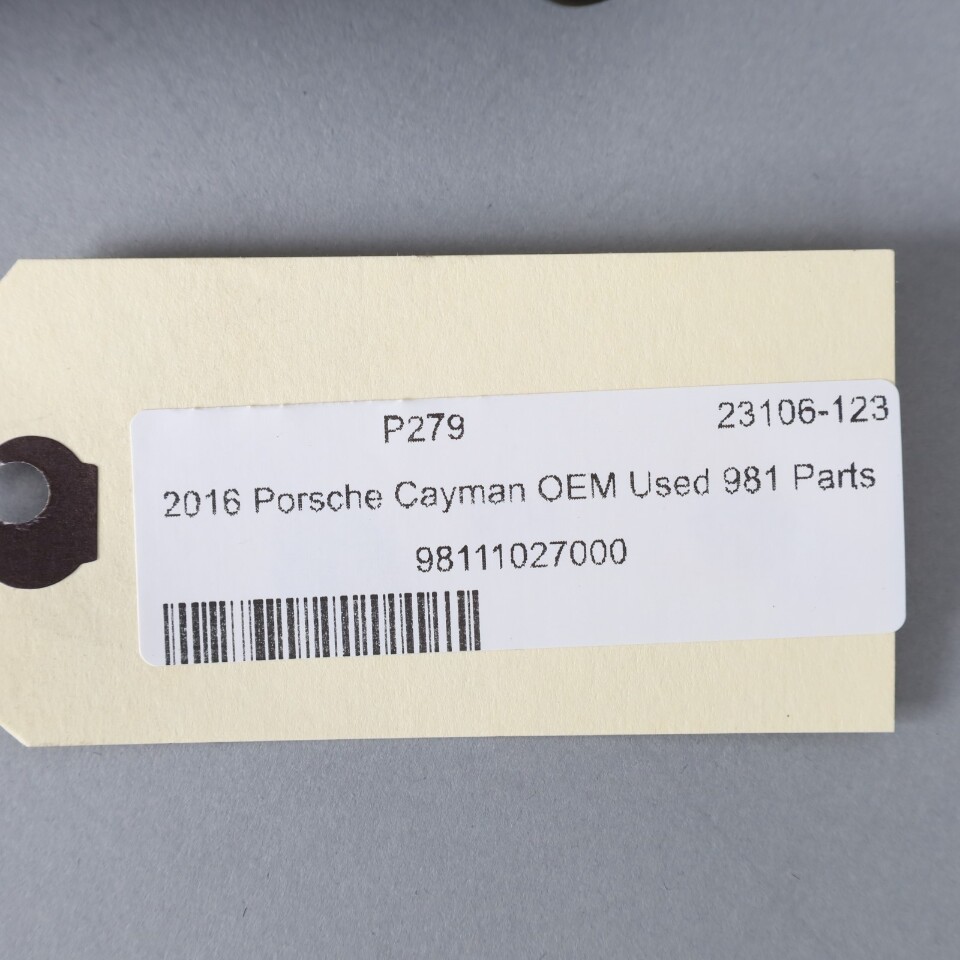 P279 23106-123
2016 Porsche Cayman OEM Used 981 Parts
98111027000